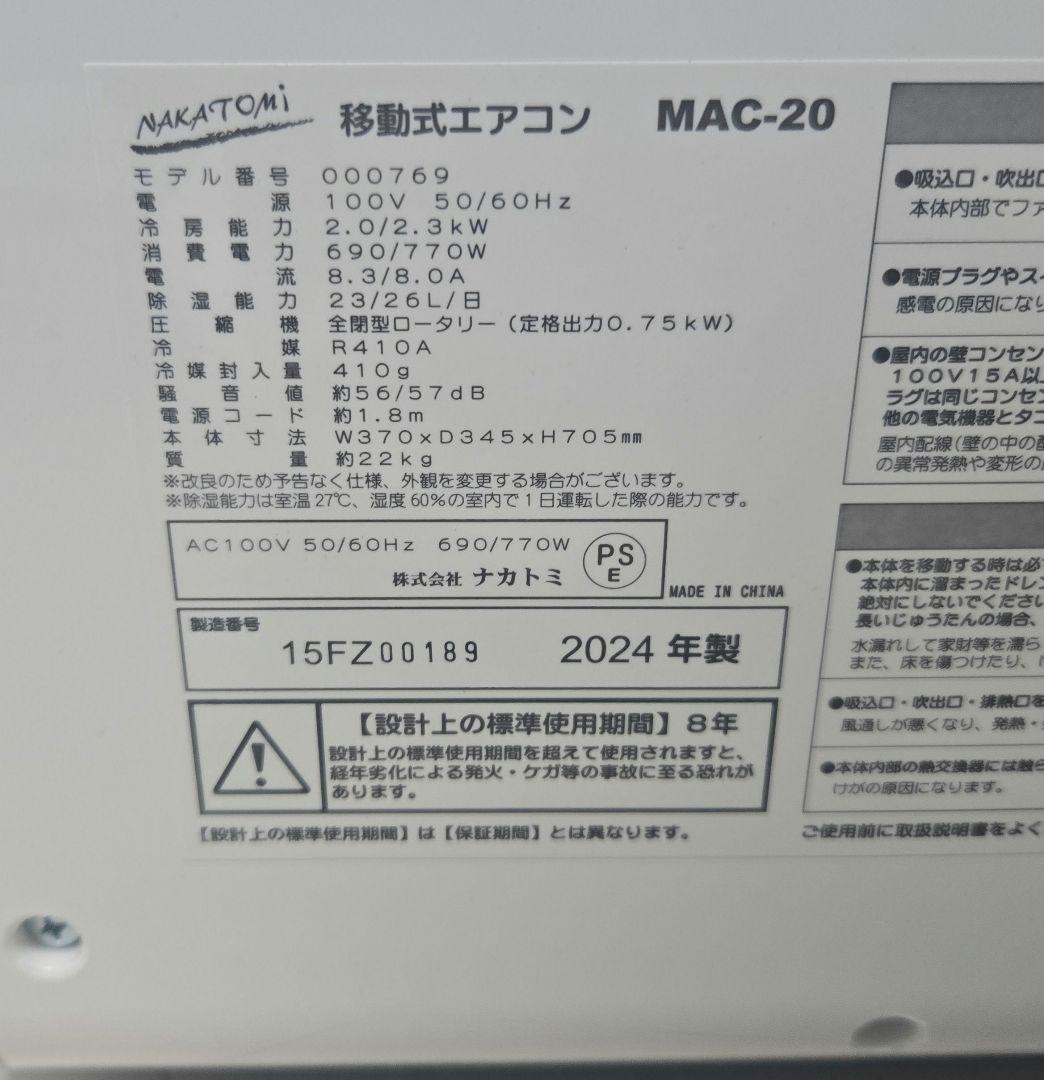 NAKATOMi 移動式エアコン MAC-20
モデル番号 000769
電源 100V 50/60Hz
冷房能力 2.0/2.3kW
消費電力 690/770W
電流 8.3/8.0A
除湿能力 23/26L/日
圧縮機 全閉型ロータリー(定格出力0.75kW)
冷媒 R410A
冷媒封入量 410g
騒音値 約56/57dB
電源コード 約1.8m
本体寸法 W370xD345xH705mm
質量 約22kg
※改良のため予告なく仕様、外観を変更する場合がございます。
※除湿能力は室温27℃、湿度60%の室内で1日運転した際の能力です。
AC100V 50/60Hz 690/770W
PS
E
株式会社 ナカトミ
MADE IN CHINA
製造番号
15FZ00189 2024年製
【設計上の標準使用期間】8年
設計上の標準使用期間を超えて使用されますと、
経年劣化による発火・ケガ等の事故に至る恐れが
あります。
【設計上の標準使用期間】は【保証期間】とは異なります。
●吸込口・吹出口
本体内部でファ
●電源プラグやス
感電の原因になり
●屋内の壁コンセン
100V15A以
ラグは同じコンセン
他の電気機器とタコ
屋内配線(壁の中の配
の異常発熱や変形の
●本体を移動する時は必
本体内に溜まったドレン
絶対にしないでください
長いじゅうたんの場合、
水漏れして家財等を濡ら
また、床を傷つけたり、
●吸込口・吹出口・排熱口を
風通しが悪くなり、発熱・
●本体内部の熱交換器には触ら
けがの原因になります。
ご使用前に取扱説明書をよく